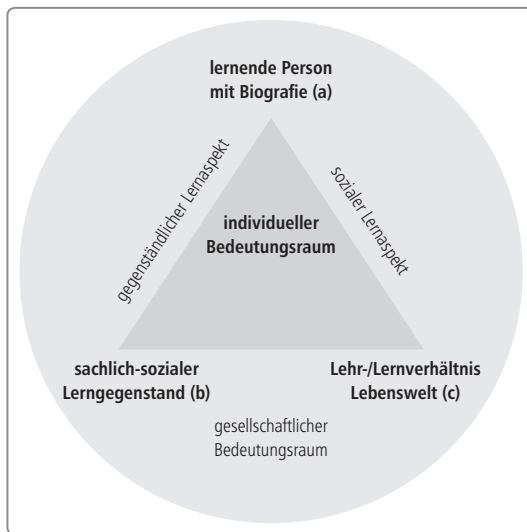 lernende Person
mit Biografie (a)
gegenständlicher Lernaspekt
sozialer Lernaspekt
individueller
Bedeutungsraum
sachlich-sozialer
Lerngegenstand (b)
Lehr-/Lernverhältnis
Lebenswelt (c)
gesellschaftlicher
Bedeutungsraum